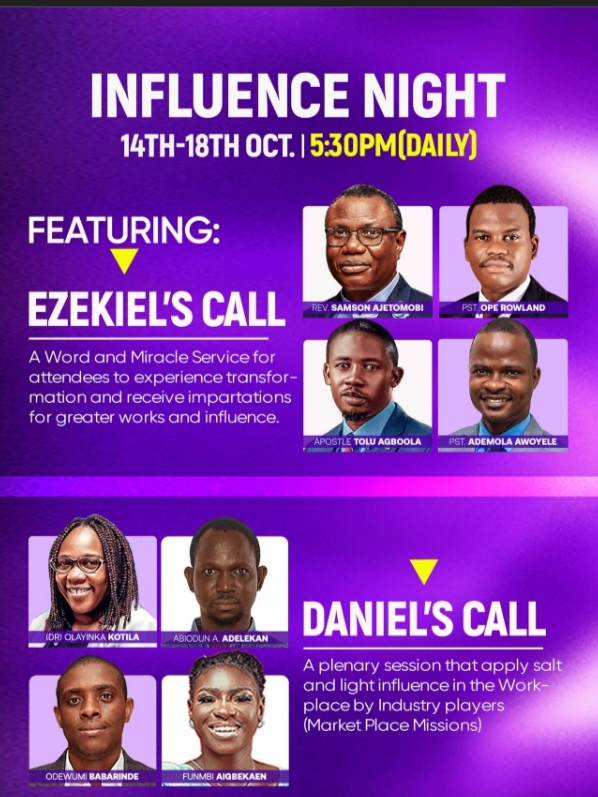 INFLUENCE NIGHT
14TH-18TH OCT. | 5:30PM(DAILY)
FEATURING:
EZEKIEL'S CALL
A Word and Miracle Service for
attendees to experience transfor-
mation and receive impartations
for greater works and influence.
REV. SAMSON AJETOMOBI
PST. OPE ROWLAND
APOSTLE TOLU AGBOOLA
PST. ADEMOLA AWOYELE
(DR) OLAYINKA KOTILA
ABIODUN A. ADELEKAN
ODEWUMI BABARINDE
FUNMBI AIGBEKAEN
DANIEL'S CALL
A plenary session that apply salt
and light influence in the Work-
place by Industry players
(Market Place Missions)